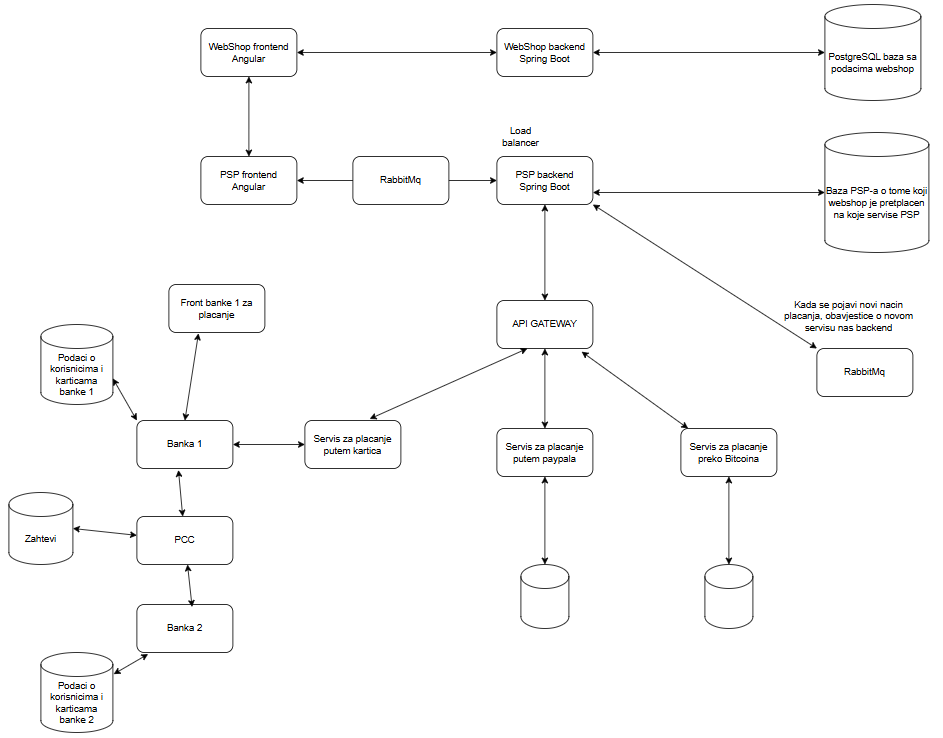 WebShop frontend
Angular
WebShop backend
Spring Boot
PostgreSQL baza sa
podacima webshop
Load
balancer
PSP frontend
Angular
RabbitMq
PSP backend
Spring Boot
Baza PSP-a o tome koji
webshop je pretplacen
na koje servise PSP
Front banke 1 za
placanje
API GATEWAY
Kada se pojavi novi nacin
placanja, obavjestice o novom
servisu nas backend
RabbitMq
Podaci o
korisnicima i
karticama
banke 1
Banka 1
Servis za placanje
putem kartica
Servis za placanje
putem paypala
Servis za placanje
preko Bitcoina
Zahtevi
PCC
Banka 2
Podaci o
korisnicima i
karticama
banke 2